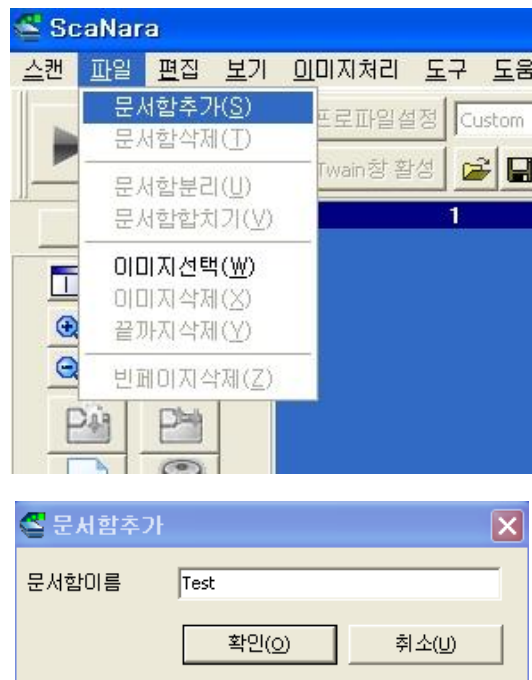 ScaNara
스캔 파일 편집 보기 이미지처리 도구 도움
문서함추가(S)
프로파일설정 Custom
문서함삭제(T)
Twain창 활성
문서함분리(U)
문서함합치기(V)
1
이미지선택(W)
이미지삭제(X)
끝까지삭제(Y)
빈페이지삭제(Z)
문서함추가
문서함이름 Test
확인(O) 취소(U)